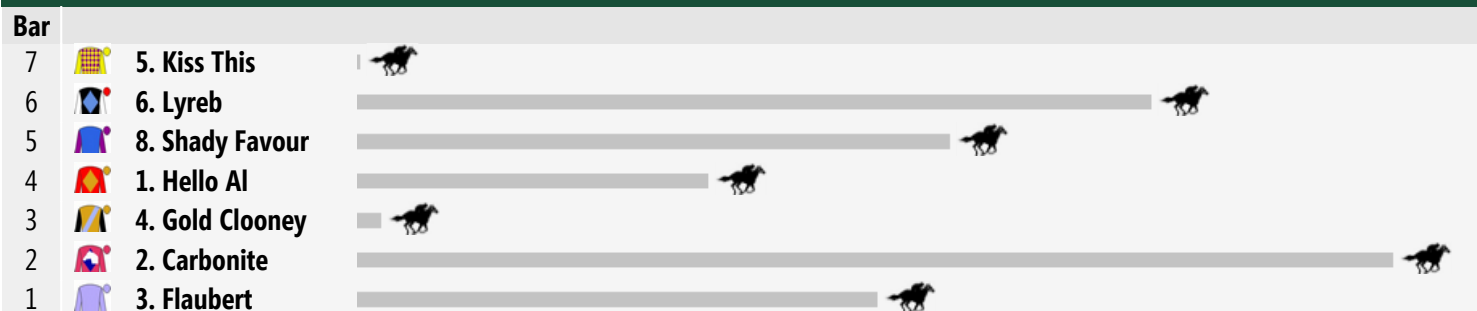 Bar
7 5. Kiss This
6 6. Lyreb
5 8. Shady Favour
4 1. Hello Al
3 4. Gold Clooney
2 2. Carbonite
1 3. Flaubert